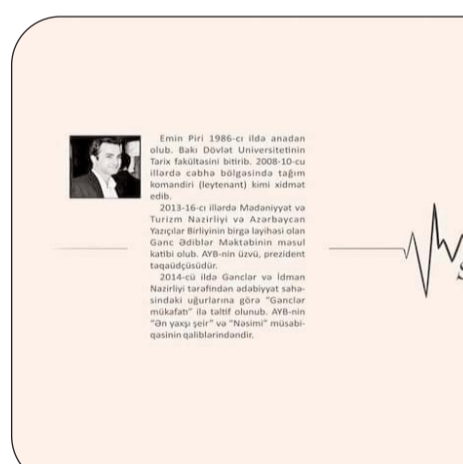 Emin Piri 1986-cı ildə anadan
olub. Bakı Dövlət Universitetinin
Tarix fakültəsini bitirib. 2008-10-cu
illərdə cəbhə bölgəsində tağım
komandiri (leytenant) kimi xidmət
edib.
2013-16-cı illərdə Mədəniyyət və
Turizm Nazirliyi və Azərbaycan
Yazıçılar Birliyinin birgə layihəsi olan
Gənc Ədiblər Məktəbinin məsul
katibi olub. AYB-nin üzvü, prezident
təqaüdçüsüdür.
2014-cü ildə Gənclər və İdman
Nazirliyi tərəfindən ədəbiyyat sahə-
sindəki uğurlarına görə "Gənclər
mükafatı" ilə təltif olunub. AYB-nin
"Ən yaxşı şeir" və "Nəsimi" müsabi-
qəsinin qaliblərindəndir.